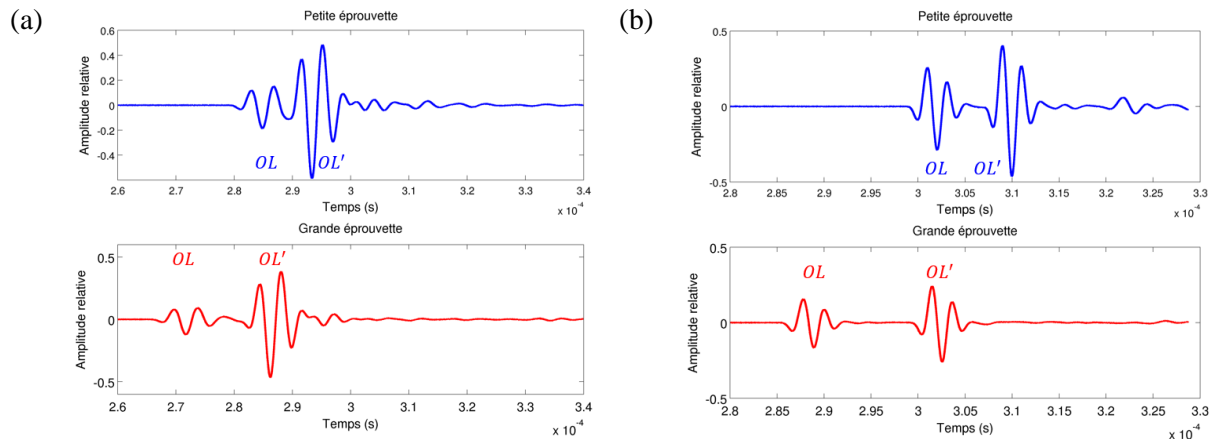 (a)
Petite éprouvette
Amplitude relative
0.6
0.4
0.2
0
-0.2
-0.4
OL
OL′
2.6 2.7 2.8 2.9 3 3.1 3.2 3.3 3.4
Temps (s)
x 10-4
Grande éprouvette
Amplitude relative
0.5
0
-0.5
OL
OL′
2.6 2.7 2.8 2.9 3 3.1 3.2 3.3 3.4
Temps (s)
x 10-4
(b)
Petite éprouvette
Amplitude relative
0.5
0
-0.5
OL
OL′
2.8 2.85 2.9 2.95 3 3.05 3.1 3.15 3.2 3.25 3.3
Temps (s)
x 10-4
Grande éprouvette
Amplitude relative
0.5
0
-0.5
OL
OL′
2.8 2.85 2.9 2.95 3 3.05 3.1 3.15 3.2 3.25 3.3
Temps (s)
x 10-4